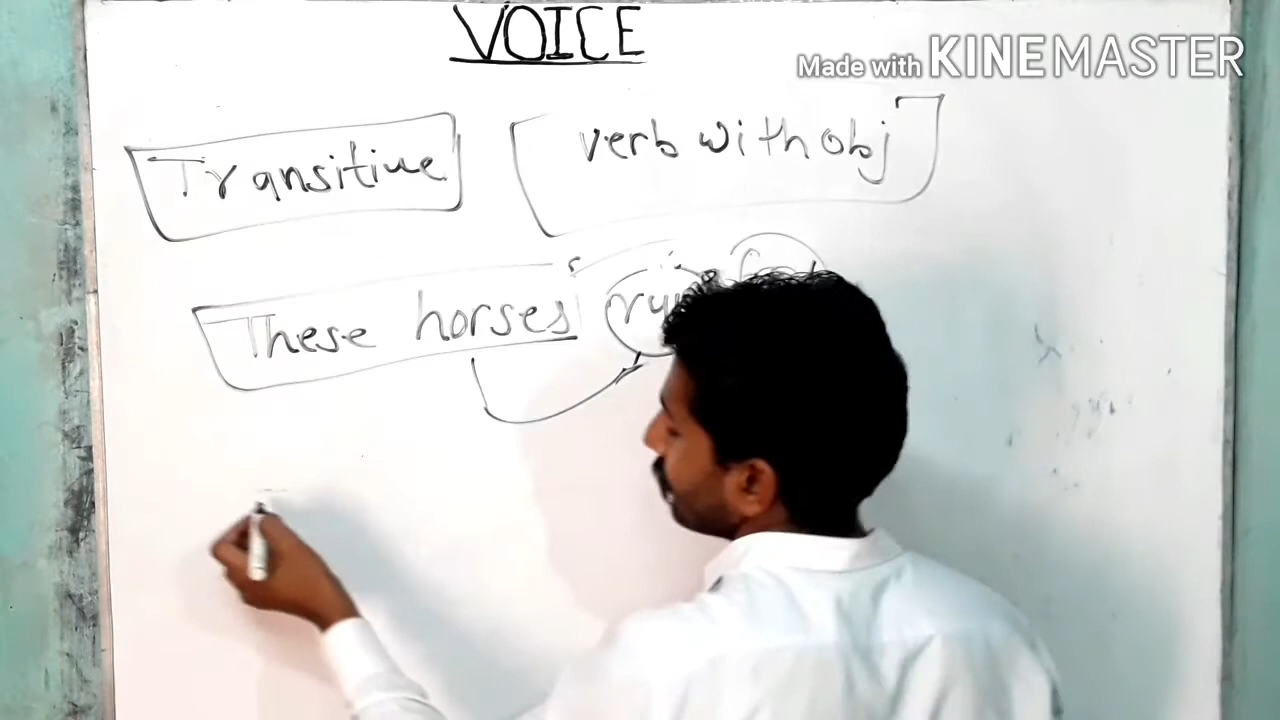 VOICE
Made with KINEMASTER
Transitive verb with obj
These horses